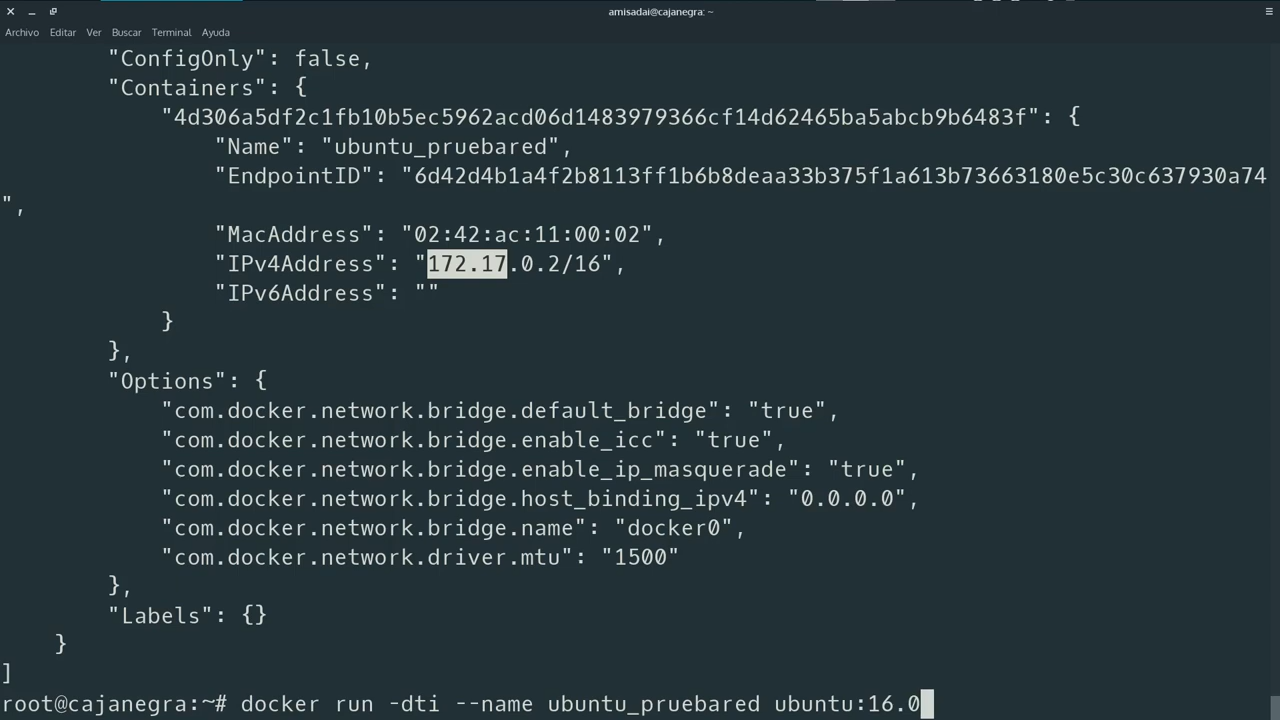 amisadai@cajanegra: ~
Archivo Editar Ver Buscar Terminal Ayuda
"ConfigOnly": false,
"Containers": {
"4d306a5df2c1fb10b5ec5962acd06d1483979366cf14d62465ba5abcb9b6483f": {
"Name": "ubuntu_pruebared",
"EndpointID": "6d42d4b1a4f2b8113ff1b6b8deaa33b375f1a613b73663180e5c30c637930a74
",
"MacAddress": "02:42:ac:11:00:02",
"IPv4Address": "172.17.0.2/16",
"IPv6Address": ""
}
},
"Options": {
"com.docker.network.bridge.default_bridge": "true",
"com.docker.network.bridge.enable_icc": "true",
"com.docker.network.bridge.enable_ip_masquerade": "true",
"com.docker.network.bridge.host_binding_ipv4": "0.0.0.0",
"com.docker.network.bridge.name": "docker0",
"com.docker.network.driver.mtu": "1500"
},
"Labels": {}
}
]
root@cajanegra:~# docker run -dti --name ubuntu_pruebared ubuntu:16.0